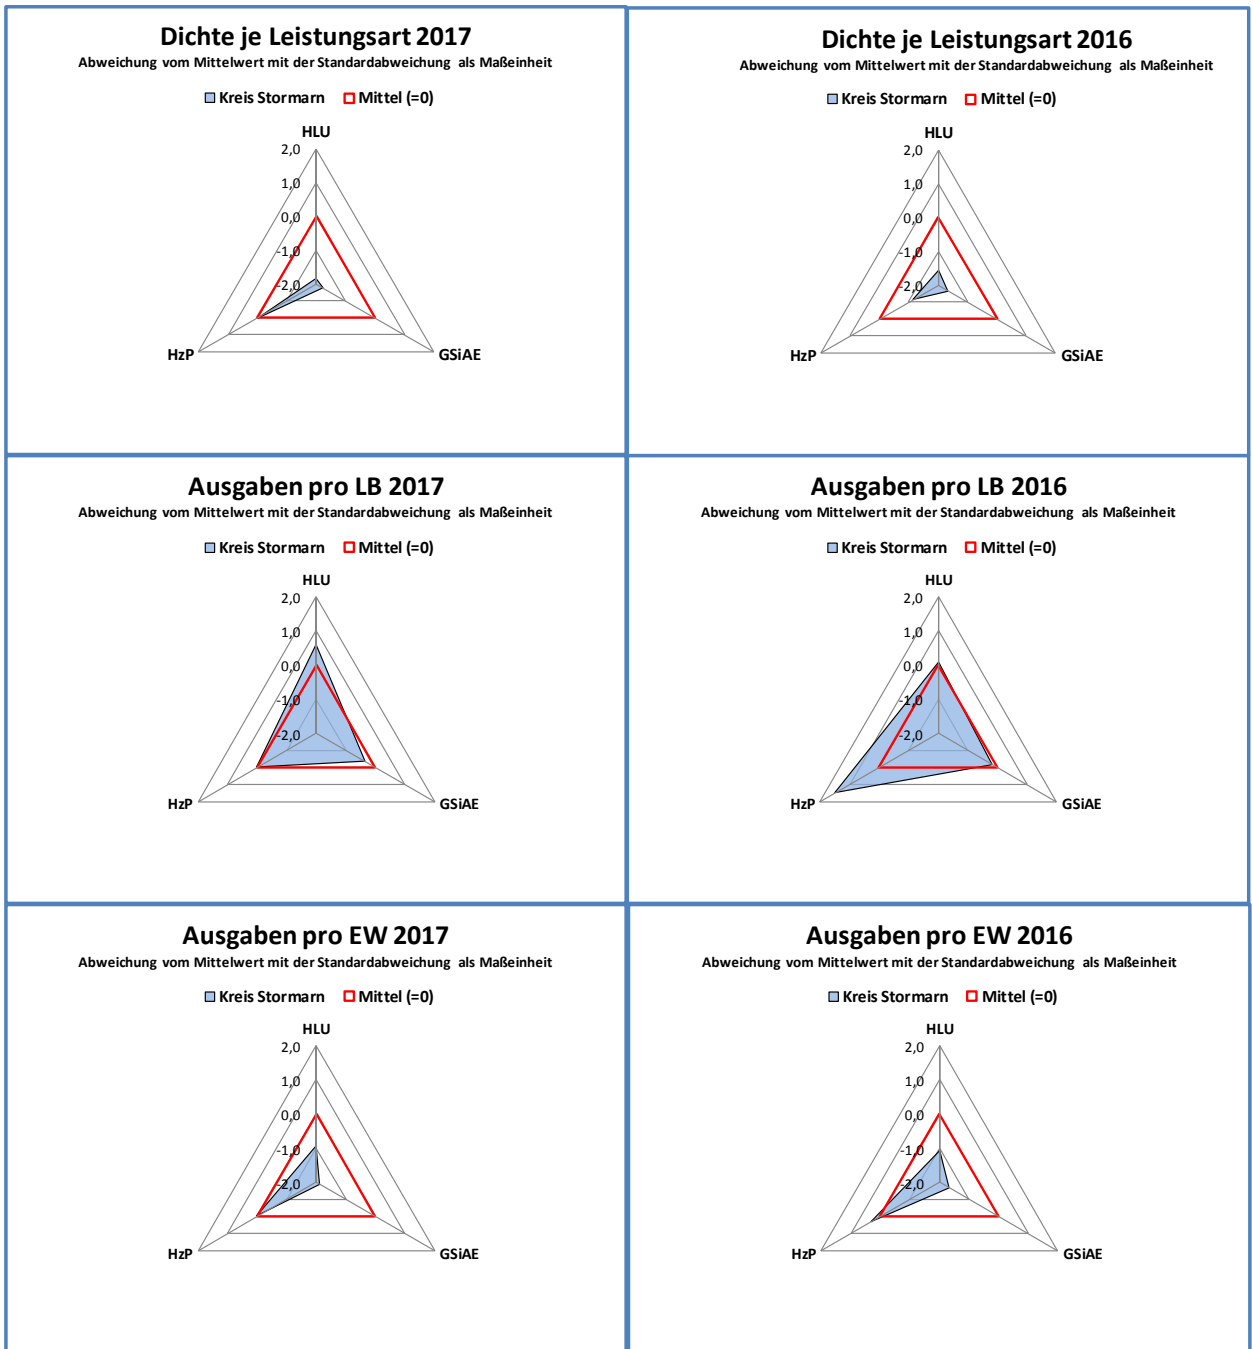 Dichte je Leistungsart 2017
Abweichung vom Mittelwert mit der Standardabweichung als Maßeinheit
Kreis Stormarn Mittel (=0)
HLU
2,0
1,0
0,0
-1,0
-2,0
HzP GSiAE
Dichte je Leistungsart 2016
Abweichung vom Mittelwert mit der Standardabweichung als Maßeinheit
Kreis Stormarn Mittel (=0)
HLU
2,0
1,0
0,0
-1,0
-2,0
HzP GSiAE
Ausgaben pro LB 2017
Abweichung vom Mittelwert mit der Standardabweichung als Maßeinheit
Kreis Stormarn Mittel (=0)
HLU
2,0
1,0
0,0
-1,0
-2,0
HzP GSiAE
Ausgaben pro LB 2016
Abweichung vom Mittelwert mit der Standardabweichung als Maßeinheit
Kreis Stormarn Mittel (=0)
HLU
2,0
1,0
0,0
-1,0
-2,0
HzP GSiAE
Ausgaben pro EW 2017
Abweichung vom Mittelwert mit der Standardabweichung als Maßeinheit
Kreis Stormarn Mittel (=0)
HLU
2,0
1,0
0,0
-1,0
-2,0
HzP GSiAE
Ausgaben pro EW 2016
Abweichung vom Mittelwert mit der Standardabweichung als Maßeinheit
Kreis Stormarn Mittel (=0)
HLU
2,0
1,0
0,0
-1,0
-2,0
HzP GSiAE